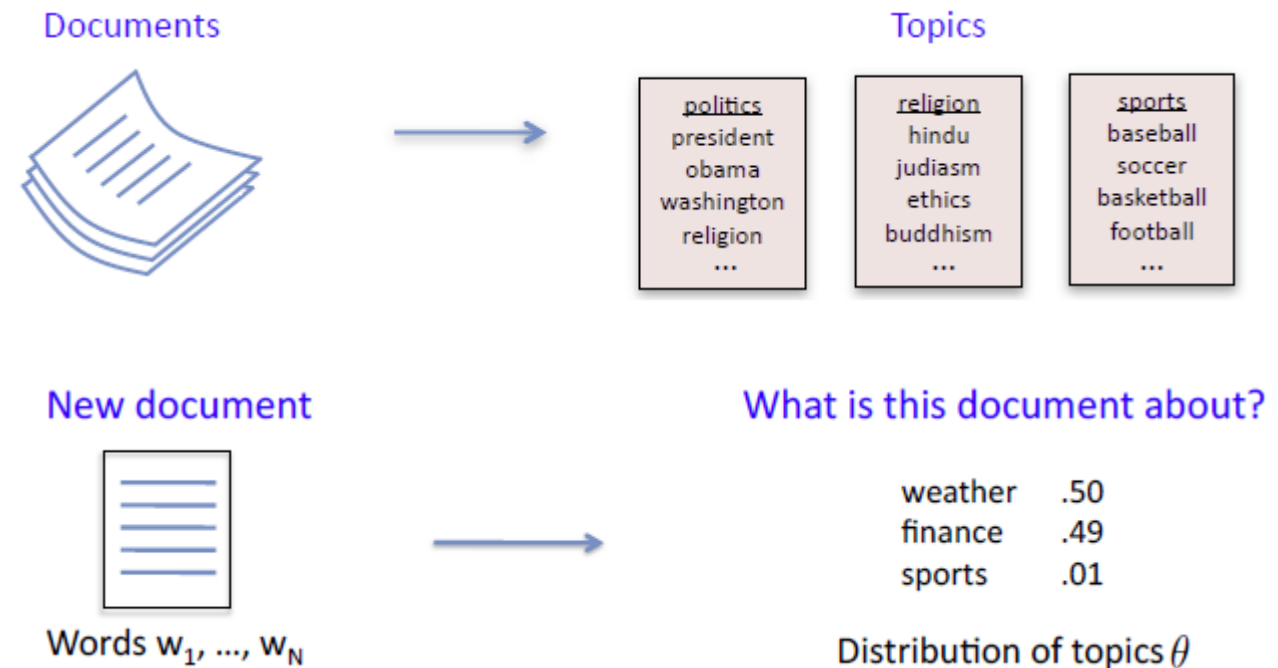 Documents
Topics
politics
president
obama
washington
religion
...
religion
hindu
judiasm
ethics
buddhism
...
sports
baseball
soccer
basketball
football
...
New document
What is this document about?
weather .50
finance .49
sports .01
Words w₁, ..., w_N
Distribution of topics θ